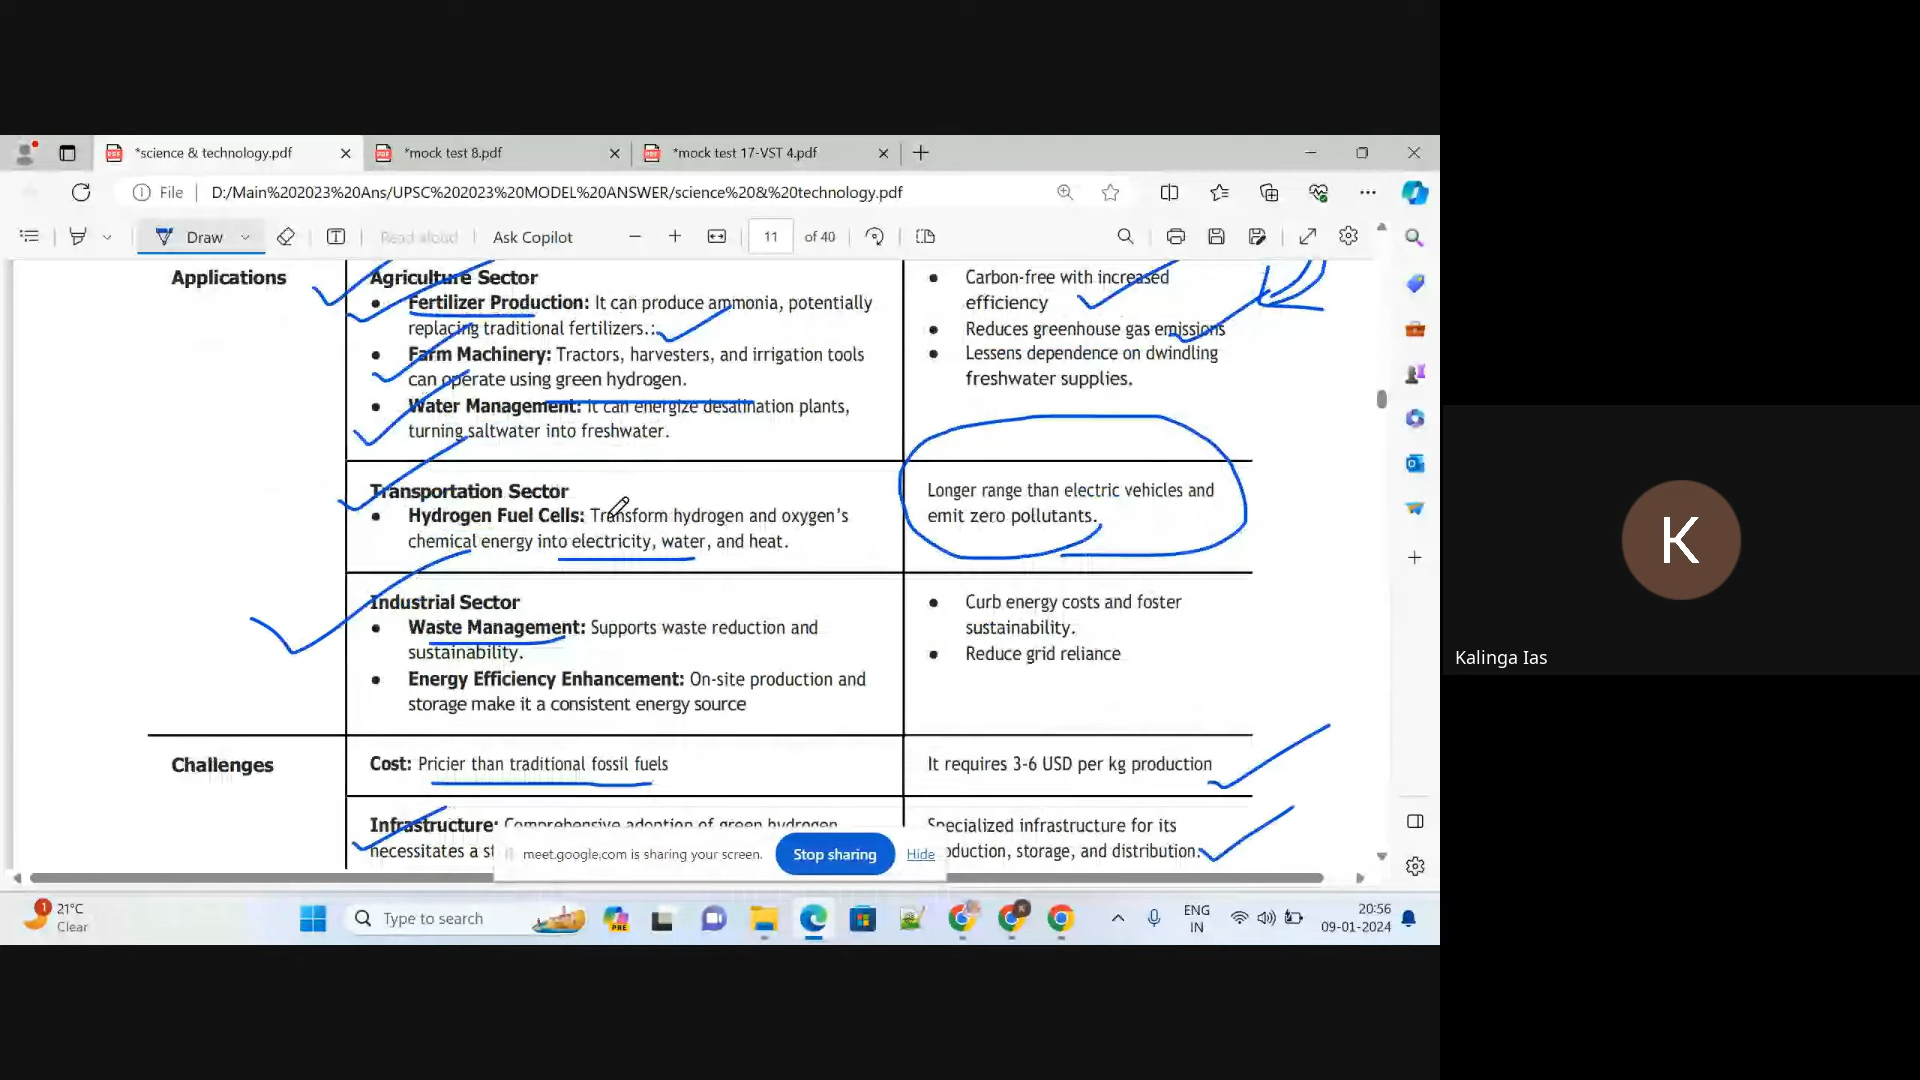 *science & technology.pdf
*mock test 8.pdf
*mock test 17-VST 4.pdf
File
D:/Main%202023%20Ans/UPSC%202023%20MODEL%20ANSWER/science%20&%20technology.pdf
Draw
Read aloud
Ask Copilot
11
of 40
Applications
Agriculture Sector
Fertilizer Production: It can produce ammonia, potentially
replacing traditional fertilizers.:
Farm Machinery: Tractors, harvesters, and irrigation tools
can operate using green hydrogen.
Water Management: It can energize desalination plants,
turning saltwater into freshwater.
Carbon-free with increased
efficiency
Reduces greenhouse gas emissions
Lessens dependence on dwindling
freshwater supplies.
Transportation Sector
Hydrogen Fuel Cells: Transform hydrogen and oxygen's
chemical energy into electricity, water, and heat.
Longer range than electric vehicles and
emit zero pollutants.
Industrial Sector
Waste Management: Supports waste reduction and
sustainability.
Energy Efficiency Enhancement: On-site production and
storage make it a consistent energy source
Curb energy costs and foster
sustainability.
Reduce grid reliance
Challenges
Cost: Pricier than traditional fossil fuels
It requires 3-6 USD per kg production
Infrastructure: Comprehensive adoption of green hydrogen
necessitates a
Specialized infrastructure for its
production, storage, and distribution.
meet.google.com is sharing your screen.
Stop sharing
Hide
Kalinga Ias
K
1
21°C
Clear
Type to search
PRE
ENG
IN
20:56
09-01-2024